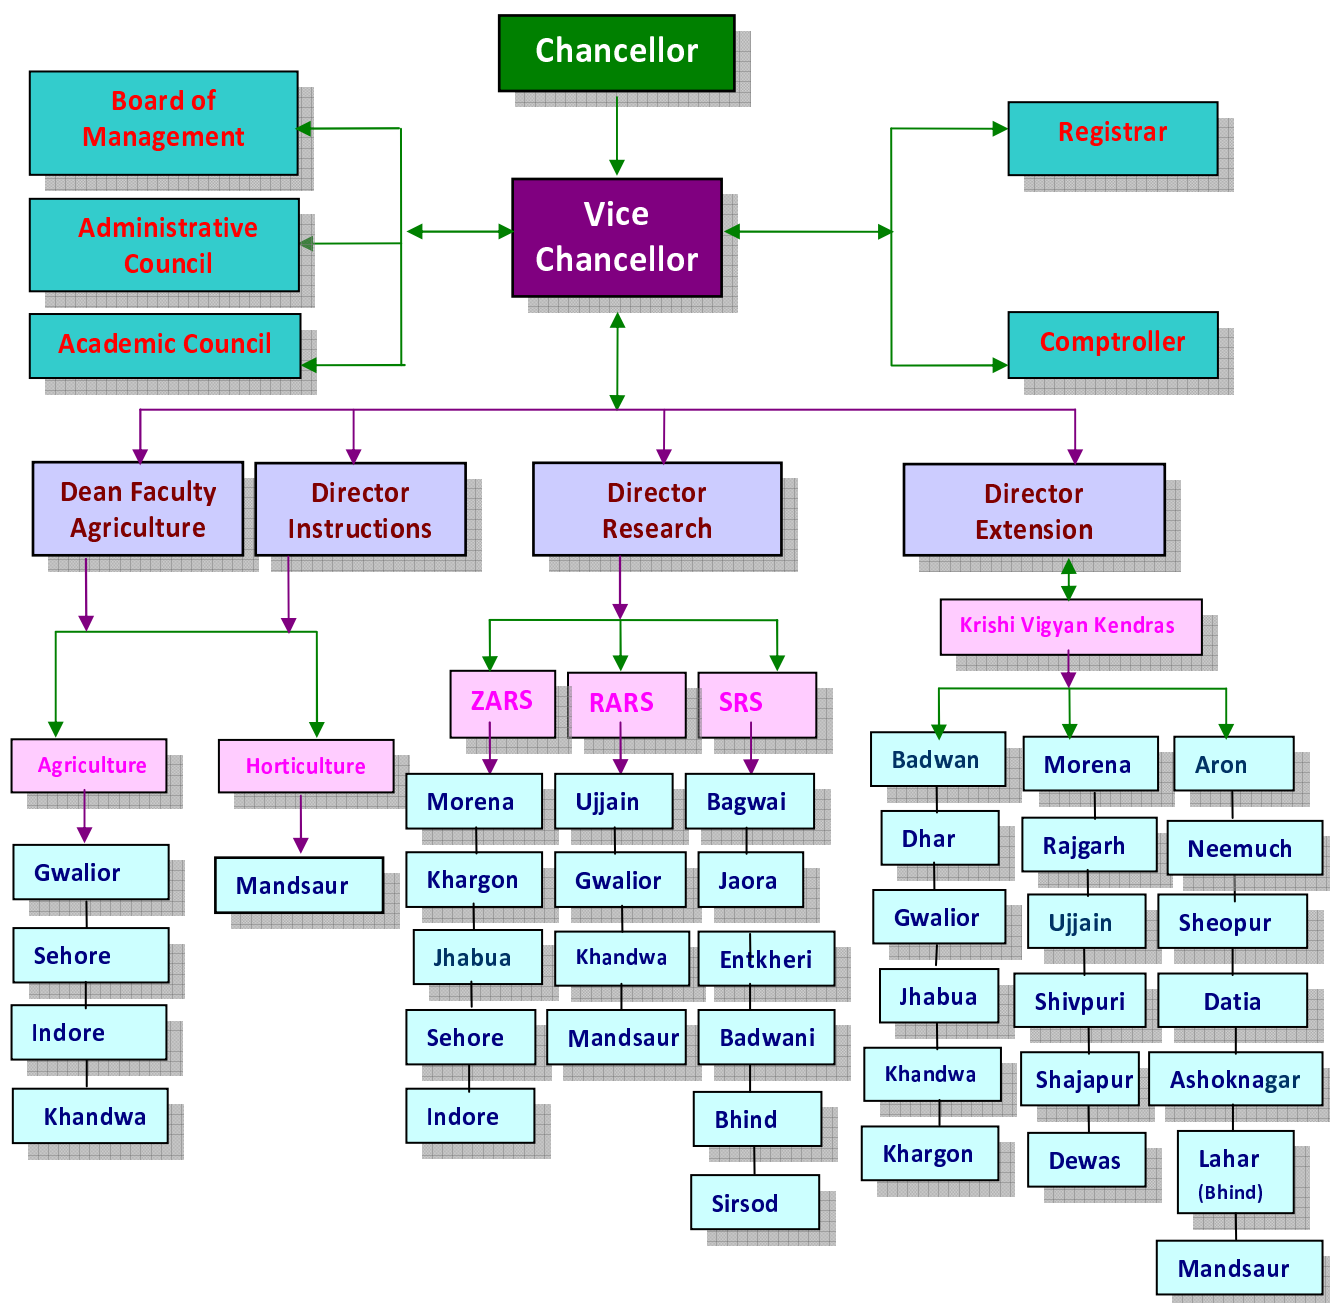 Chancellor
Board of
Management
Registrar
Vice
Chancellor
Administrative
Council
Academic Council
Comptroller
Dean Faculty
Agriculture
Director
Instructions
Director
Research
Director
Extension
Krishi Vigyan Kendras
ZARS
RARS
SRS
Agriculture
Horticulture
Gwalior
Sehore
Indore
Khandwa
Mandsaur
Morena
Khargon
Jhabua
Sehore
Indore
Ujjain
Gwalior
Khandwa
Mandsaur
Bagwai
Jaora
Entkheri
Badwani
Bhind
Sirsod
Badwan
Dhar
Gwalior
Jhabua
Khandwa
Khargon
Morena
Rajgarh
Ujjain
Shivpuri
Shajapur
Dewas
Aron
Neemuch
Sheopur
Datia
Ashoknagar
Lahar
(Bhind)
Mandsaur